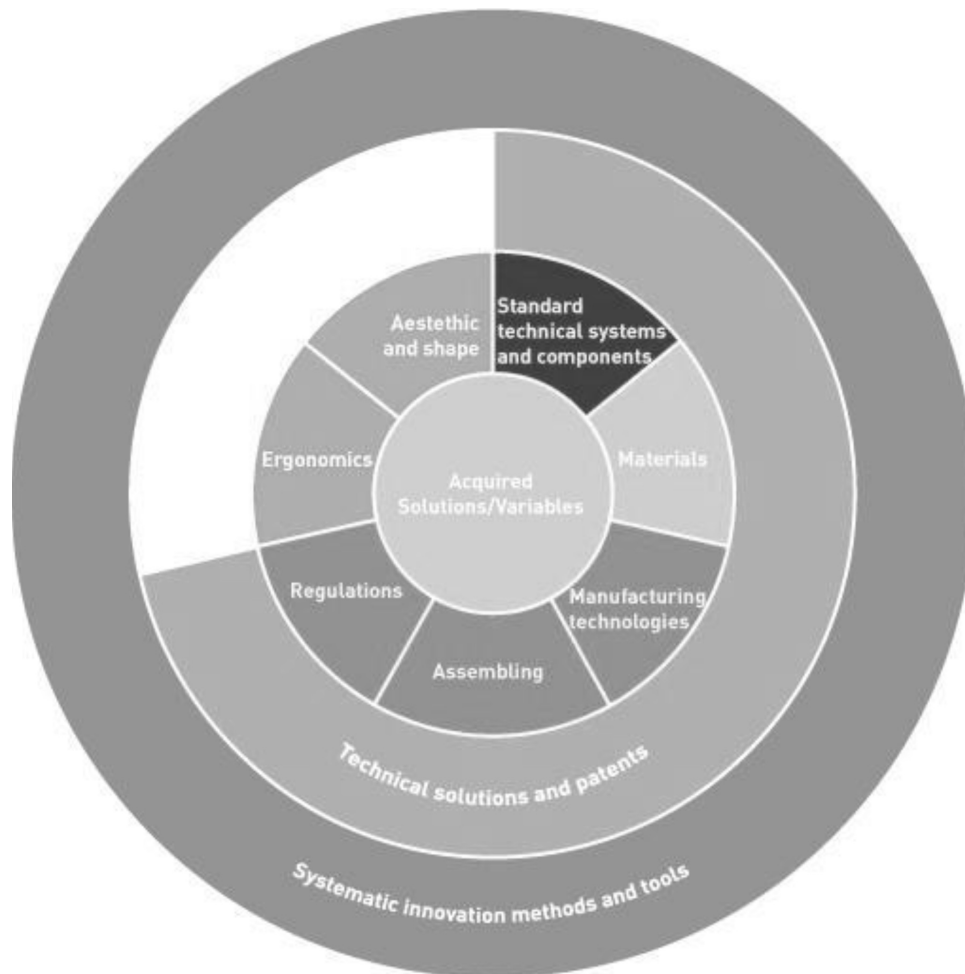 Aestethic
and shape
Standard
technical systems
and components
Ergonomics
Materials
Acquired
Solutions/Variables
Regulations
Manufacturing
technologies
Assembling
Technical solutions and patents
Systematic innovation methods and tools